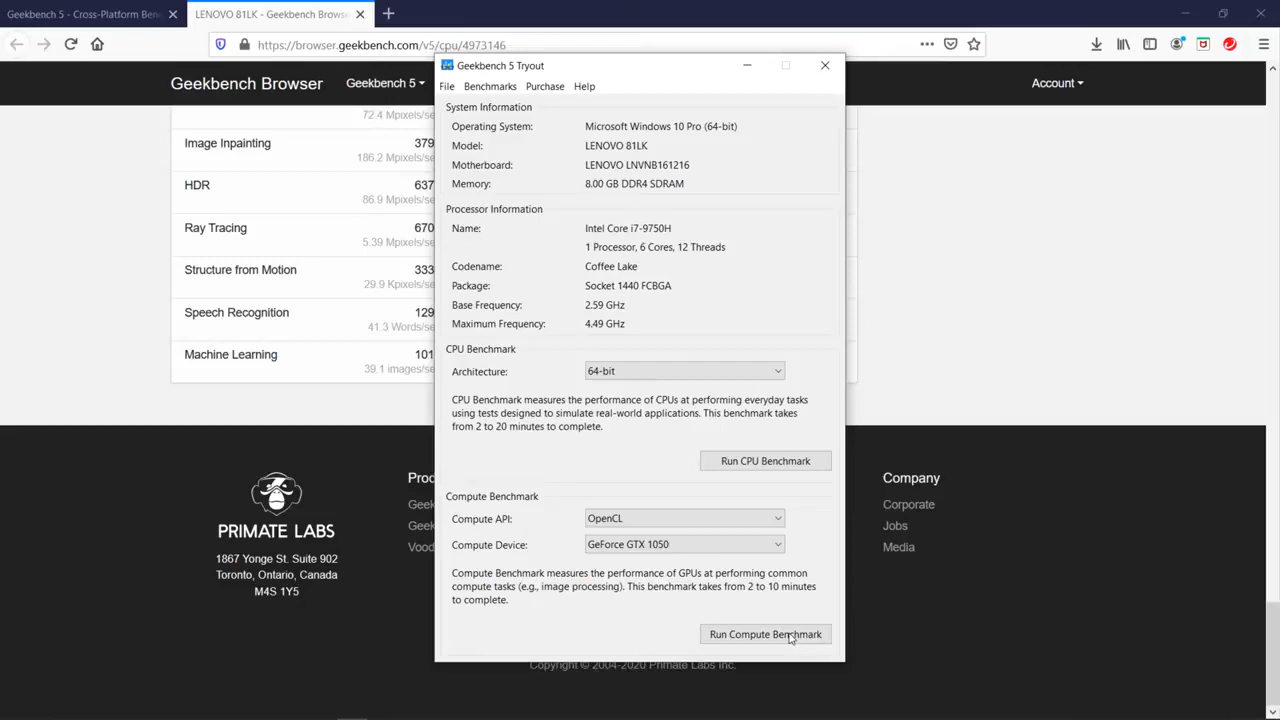 Geekbench 5 - Cross-Platform Ben
LENOVO 81LK - Geekbench Browse
https://browser.geekbench.com/v5/cpu/4973146
Geekbench Browser
Geekbench 5
Account
72.4 Mpixels/se
Image Inpainting 379
186.2 Mpixels/se
HDR 637
86.9 Mpixels/se
Ray Tracing 670
5.39 Mpixels/se
Structure from Motion 333
29.9 Kpixels/se
Speech Recognition 129
41.3 Words/se
Machine Learning 101
39.1 images/se
Geekbench 5 Tryout
File Benchmarks Purchase Help
System Information
Operating System: Microsoft Windows 10 Pro (64-bit)
Model: LENOVO 81LK
Motherboard: LENOVO LNVNB161216
Memory: 8.00 GB DDR4 SDRAM
Processor Information
Name: Intel Core i7-9750H
1 Processor, 6 Cores, 12 Threads
Codename: Coffee Lake
Package: Socket 1440 FCBGA
Base Frequency: 2.59 GHz
Maximum Frequency: 4.49 GHz
CPU Benchmark
Architecture: 64-bit
CPU Benchmark measures the performance of CPUs at performing everyday tasks
using tests designed to simulate real-world applications. This benchmark takes
from 2 to 20 minutes to complete.
Run CPU Benchmark
Compute Benchmark
Compute API: OpenCL
Compute Device: GeForce GTX 1050
Compute Benchmark measures the performance of GPUs at performing common
compute tasks (e.g., image processing). This benchmark takes from 2 to 10 minutes
to complete.
Run Compute Benchmark
PRIMATE LABS
1867 Yonge St. Suite 902
Toronto, Ontario, Canada
M4S 1Y5
Prod
Geek
Geek
Vood
Company
Corporate
Jobs
Media
Copyright © 2004-2020 Primate Labs Inc.